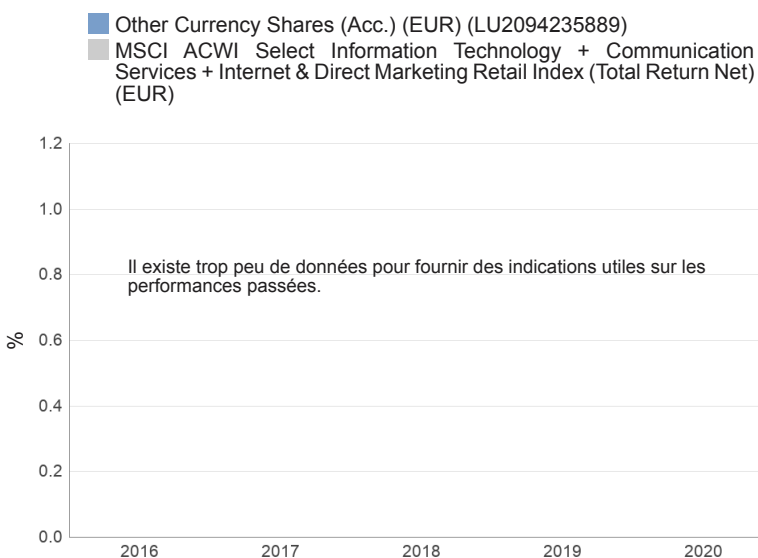 Other Currency Shares (Acc.) (EUR) (LU2094235889)
MSCI ACWI Select Information Technology + Communication
Services + Internet & Direct Marketing Retail Index (Total Return Net)
(EUR)
1.2
1.0
Il existe trop peu de données pour fournir des indications utiles sur les
0.8
performances passées.
%
0.6
0.4
0.2
0.0
2016 2017 2018 2019 2020